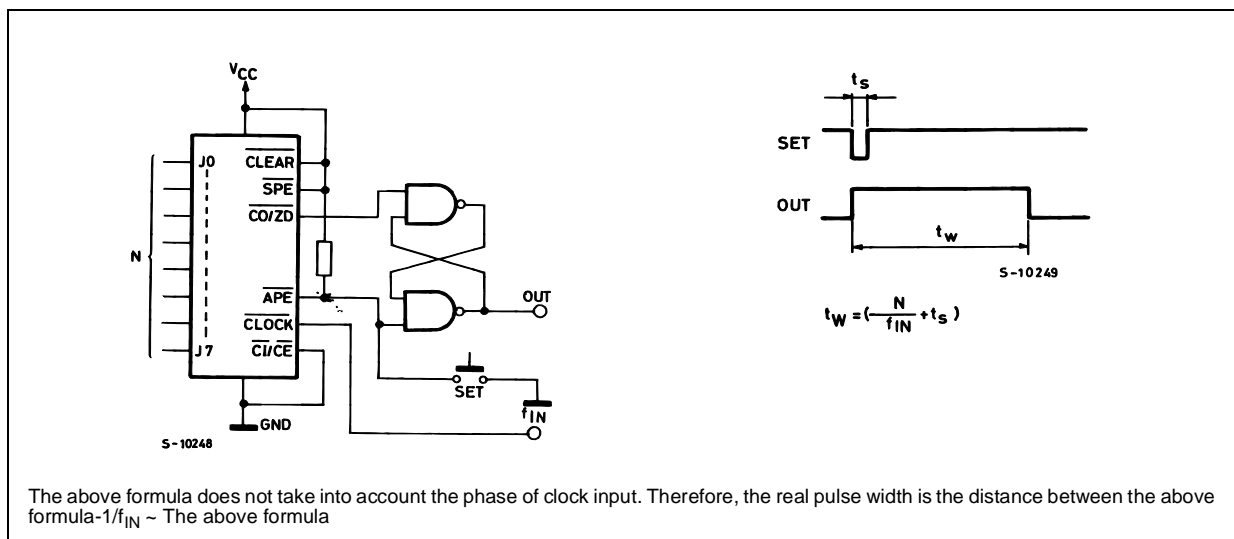 VCC
J0
CLEAR
SPE
CO/ZD
N
APE
CLOCK
J7
CI/CE
GND
S-10248
OUT
SET
fIN
tS
SET
OUT
tW
S-10249
tW = (N/fIN + tS)
The above formula does not take into account the phase of clock input. Therefore, the real pulse width is the distance between the above
formula-1/fIN ~ The above formula